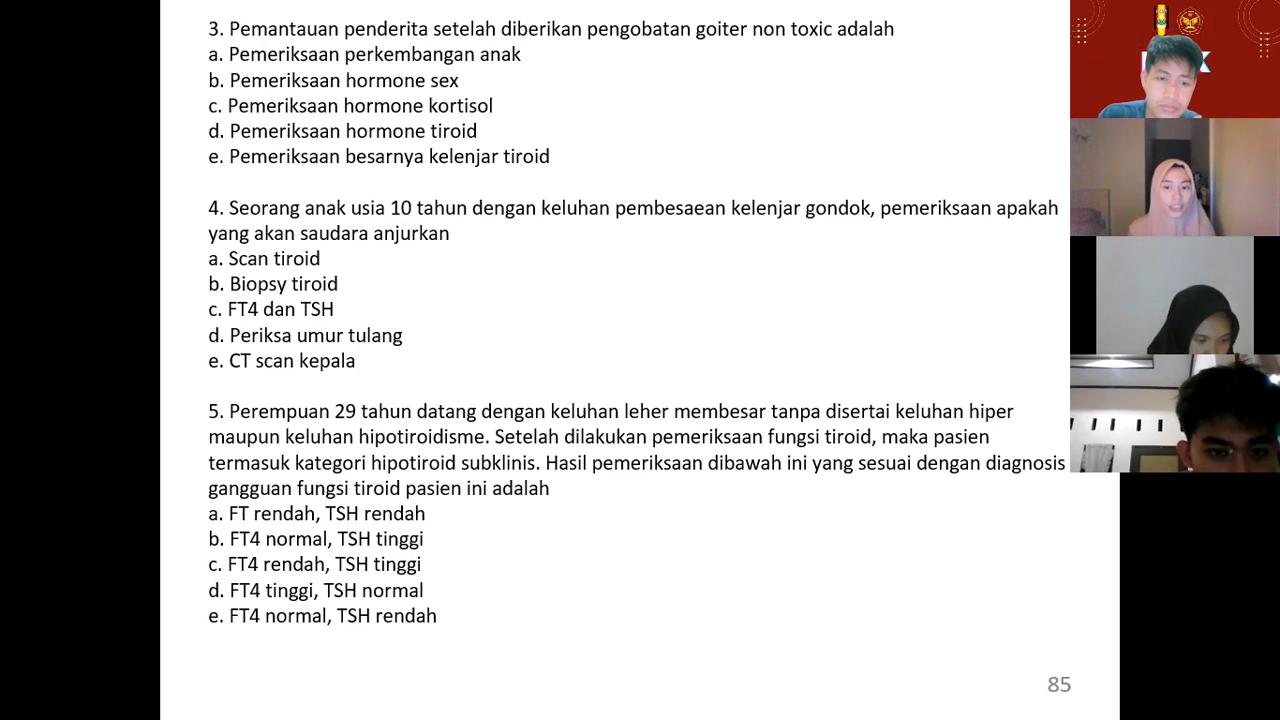 3. Pemantauan penderita setelah diberikan pengobatan goiter non toxic adalah
a. Pemeriksaan perkembangan anak
b. Pemeriksaan hormone sex
c. Pemeriksaan hormone kortisol
d. Pemeriksaan hormone tiroid
e. Pemeriksaan besarnya kelenjar tiroid
4. Seorang anak usia 10 tahun dengan keluhan pembesaean kelenjar gondok, pemeriksaan apakah
yang akan saudara anjurkan
a. Scan tiroid
b. Biopsy tiroid
c. FT4 dan TSH
d. Periksa umur tulang
e. CT scan kepala
5. Perempuan 29 tahun datang dengan keluhan leher membesar tanpa disertai keluhan hiper
maupun keluhan hipotiroidisme. Setelah dilakukan pemeriksaan fungsi tiroid, maka pasien
termasuk kategori hipotiroid subklinis. Hasil pemeriksaan dibawah ini yang sesuai dengan diagnosis
gangguan fungsi tiroid pasien ini adalah
a. FT rendah, TSH rendah
b. FT4 normal, TSH tinggi
c. FT4 rendah, TSH tinggi
d. FT4 tinggi, TSH normal
e. FT4 normal, TSH rendah
85